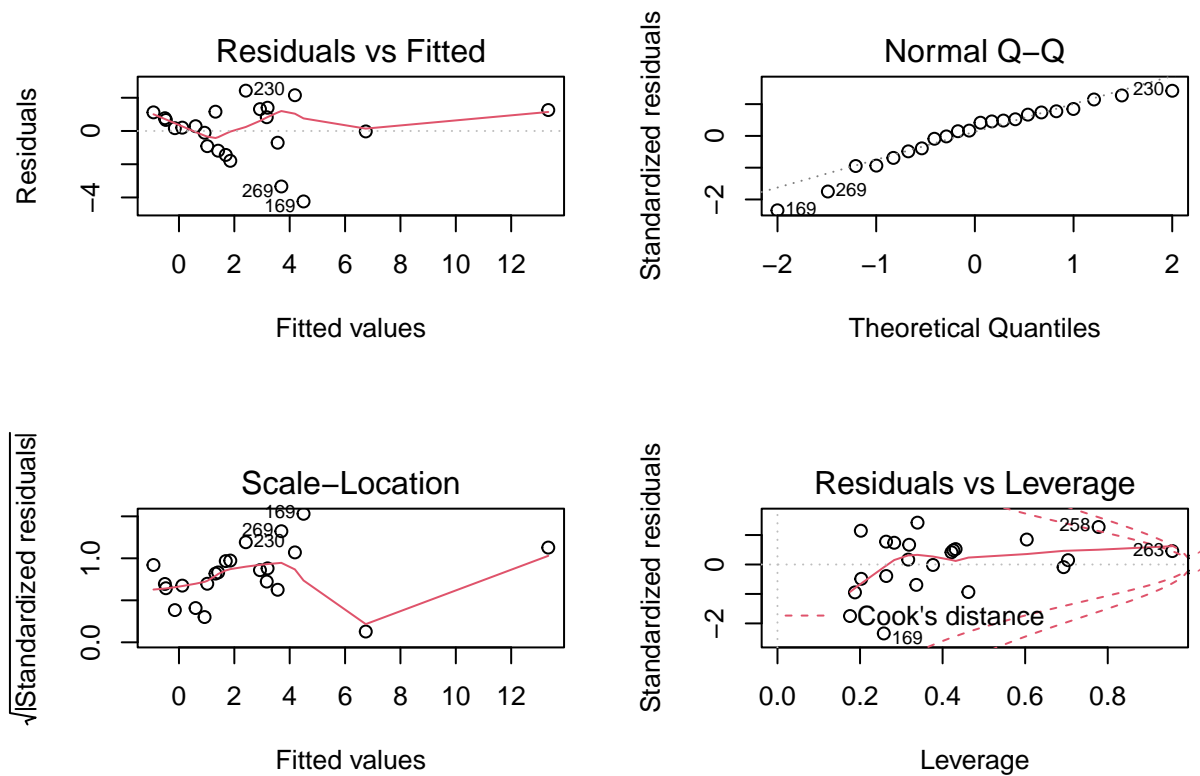 Residuals vs Fitted
Residuals
0
−4
230
269
169
0 2 4 6 8 10 12
Fitted values
Normal Q−Q
Standardized residuals
0
−2
230
269
169
−2 −1 0 1 2
Theoretical Quantiles
Scale−Location
√|Standardized residuals|
1.0
0.0
169
269
230
0 2 4 6 8 10 12
Fitted values
Residuals vs Leverage
Standardized residuals
0
−2
258
263
Cook's distance
169
0.0 0.2 0.4 0.6 0.8
Leverage